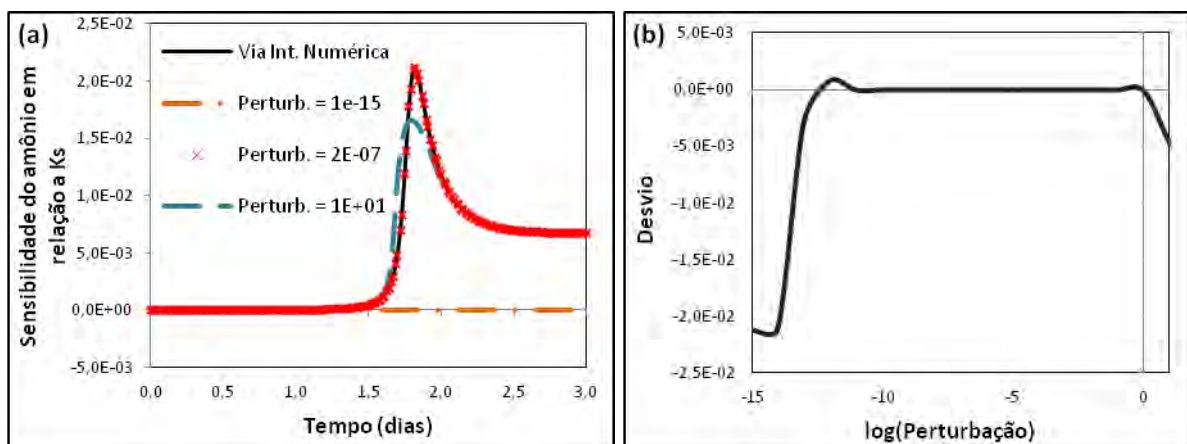 (a)
2,5E-02
2,0E-02
1,5E-02
1,0E-02
5,0E-03
0,0E+00
-5,0E-03
Sensibilidade do amônio em
relação a Ks
Via Int. Numérica
Perturb. = 1e-15
Perturb. = 2E-07
Perturb. = 1E+01
0.0
0.5
1.0
1.5
2.0
2.5
3.0
Tempo (dias)
(b)
5,0E-03
0,0E+00
-5,0E-03
-1,0E-02
-1,5E-02
-2,0E-02
-2,5E-02
Desvio
-15
-10
-5
0
log(Perturbação)